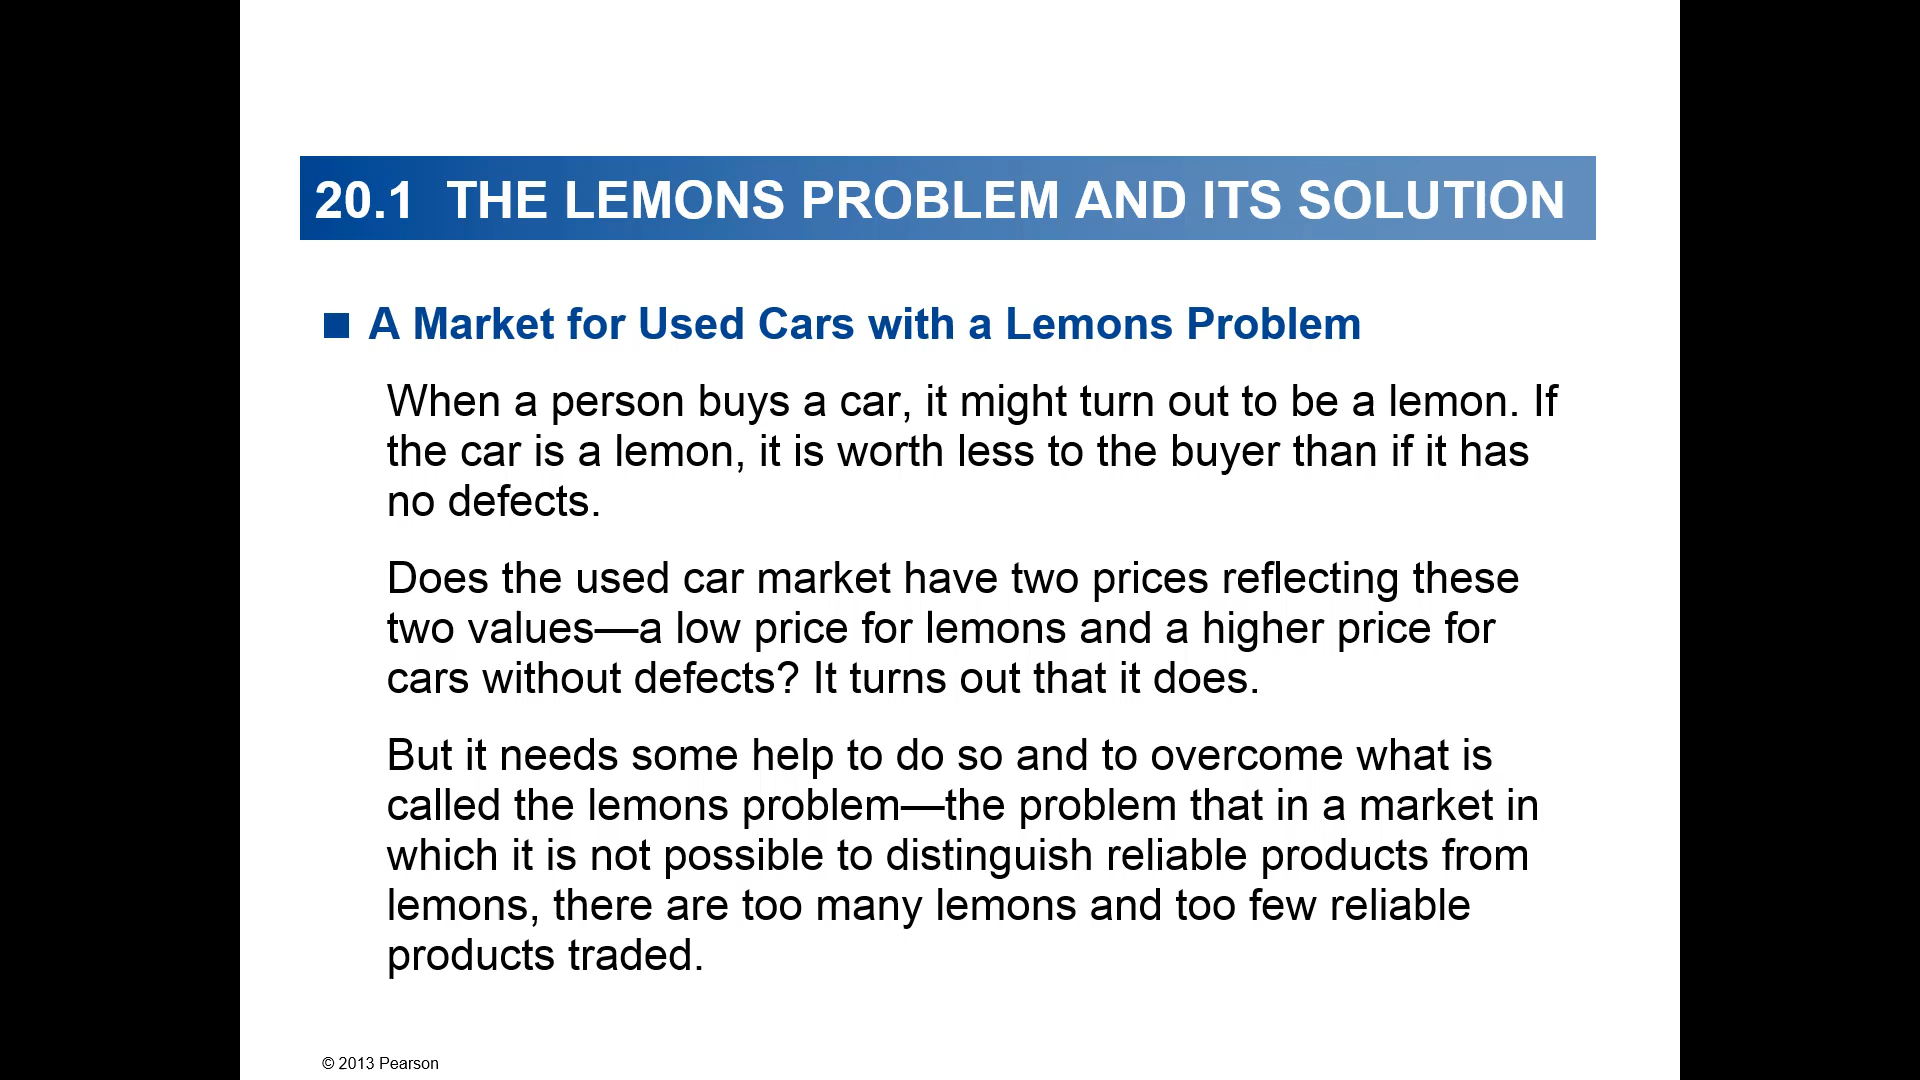 20.1 THE LEMONS PROBLEM AND ITS SOLUTION
A Market for Used Cars with a Lemons Problem
When a person buys a car, it might turn out to be a lemon. If
the car is a lemon, it is worth less to the buyer than if it has
no defects.
Does the used car market have two prices reflecting these
two values—a low price for lemons and a higher price for
cars without defects? It turns out that it does.
But it needs some help to do so and to overcome what is
called the lemons problem—the problem that in a market in
which it is not possible to distinguish reliable products from
lemons, there are too many lemons and too few reliable
products traded.
© 2013 Pearson